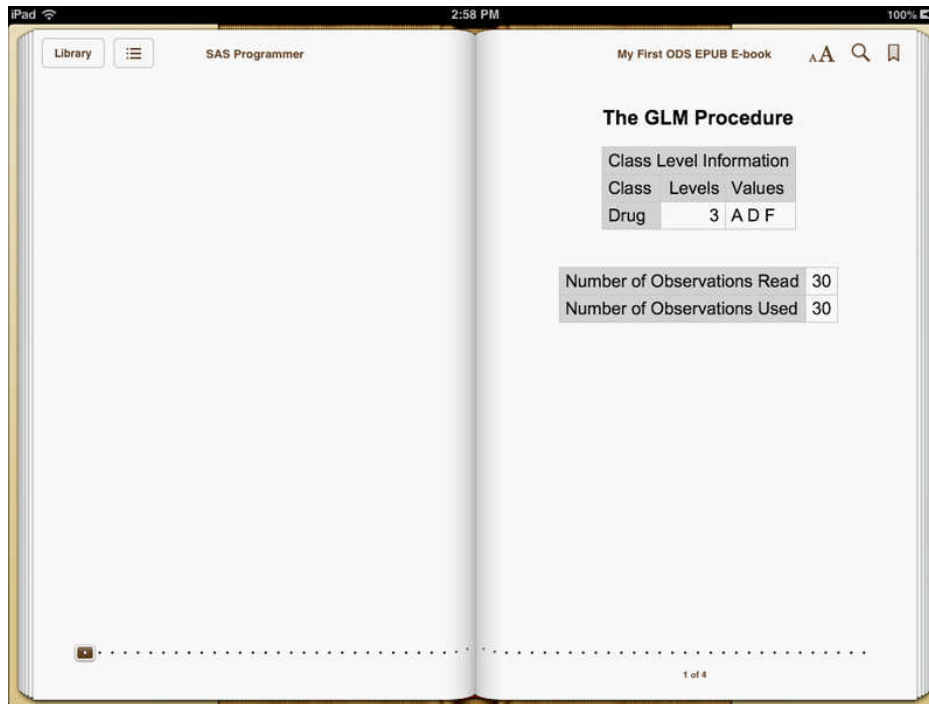 iPad 2:58 PM 100%
Library SAS Programmer My First ODS EPUB E-book AA
The GLM Procedure
Class Level Information
Class Levels Values
Drug 3 A D F
Number of Observations Read 30
Number of Observations Used 30
1 of 4